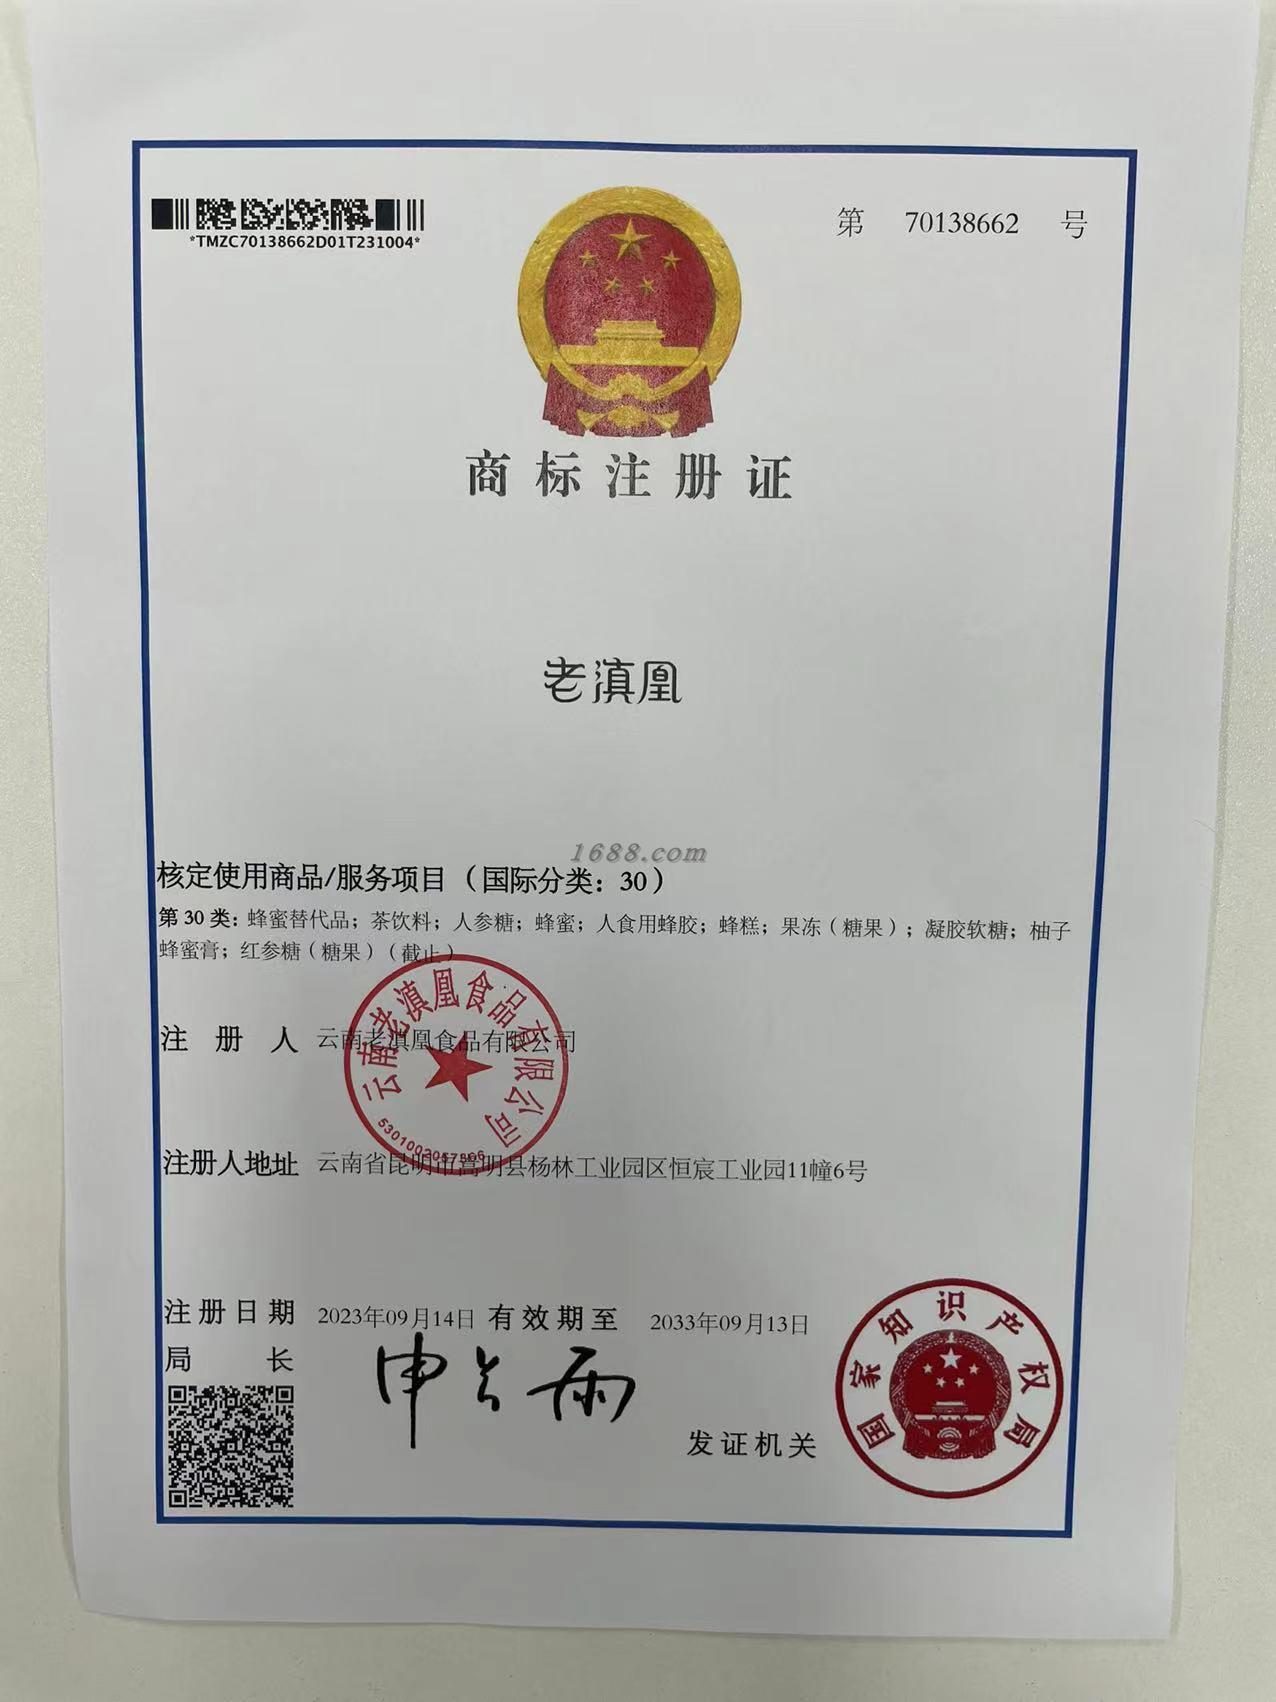 *TMZC70138662D01T231004*
第 70138662 号
商标注册证
老滇凰
1688.com
核定使用商品/服务项目（国际分类：30）
第 30 类：蜂蜜替代品；茶饮料；人参糖；蜂蜜；人食用蜂胶；蜂糕；果冻（糖果）；凝胶软糖；柚子
蜂蜜膏；红参糖（糖果）（截止）
注册人 云南老滇凰食品有限公司
云南老滇凰食品有限公司
注册人地址 云南省昆明市嵩明县杨林工业园区恒宸工业园11幢6号
注册日期 2023年09月14日 有效期至 2033年09月13日
局长 申长雨
发证机关
国家知识产权局